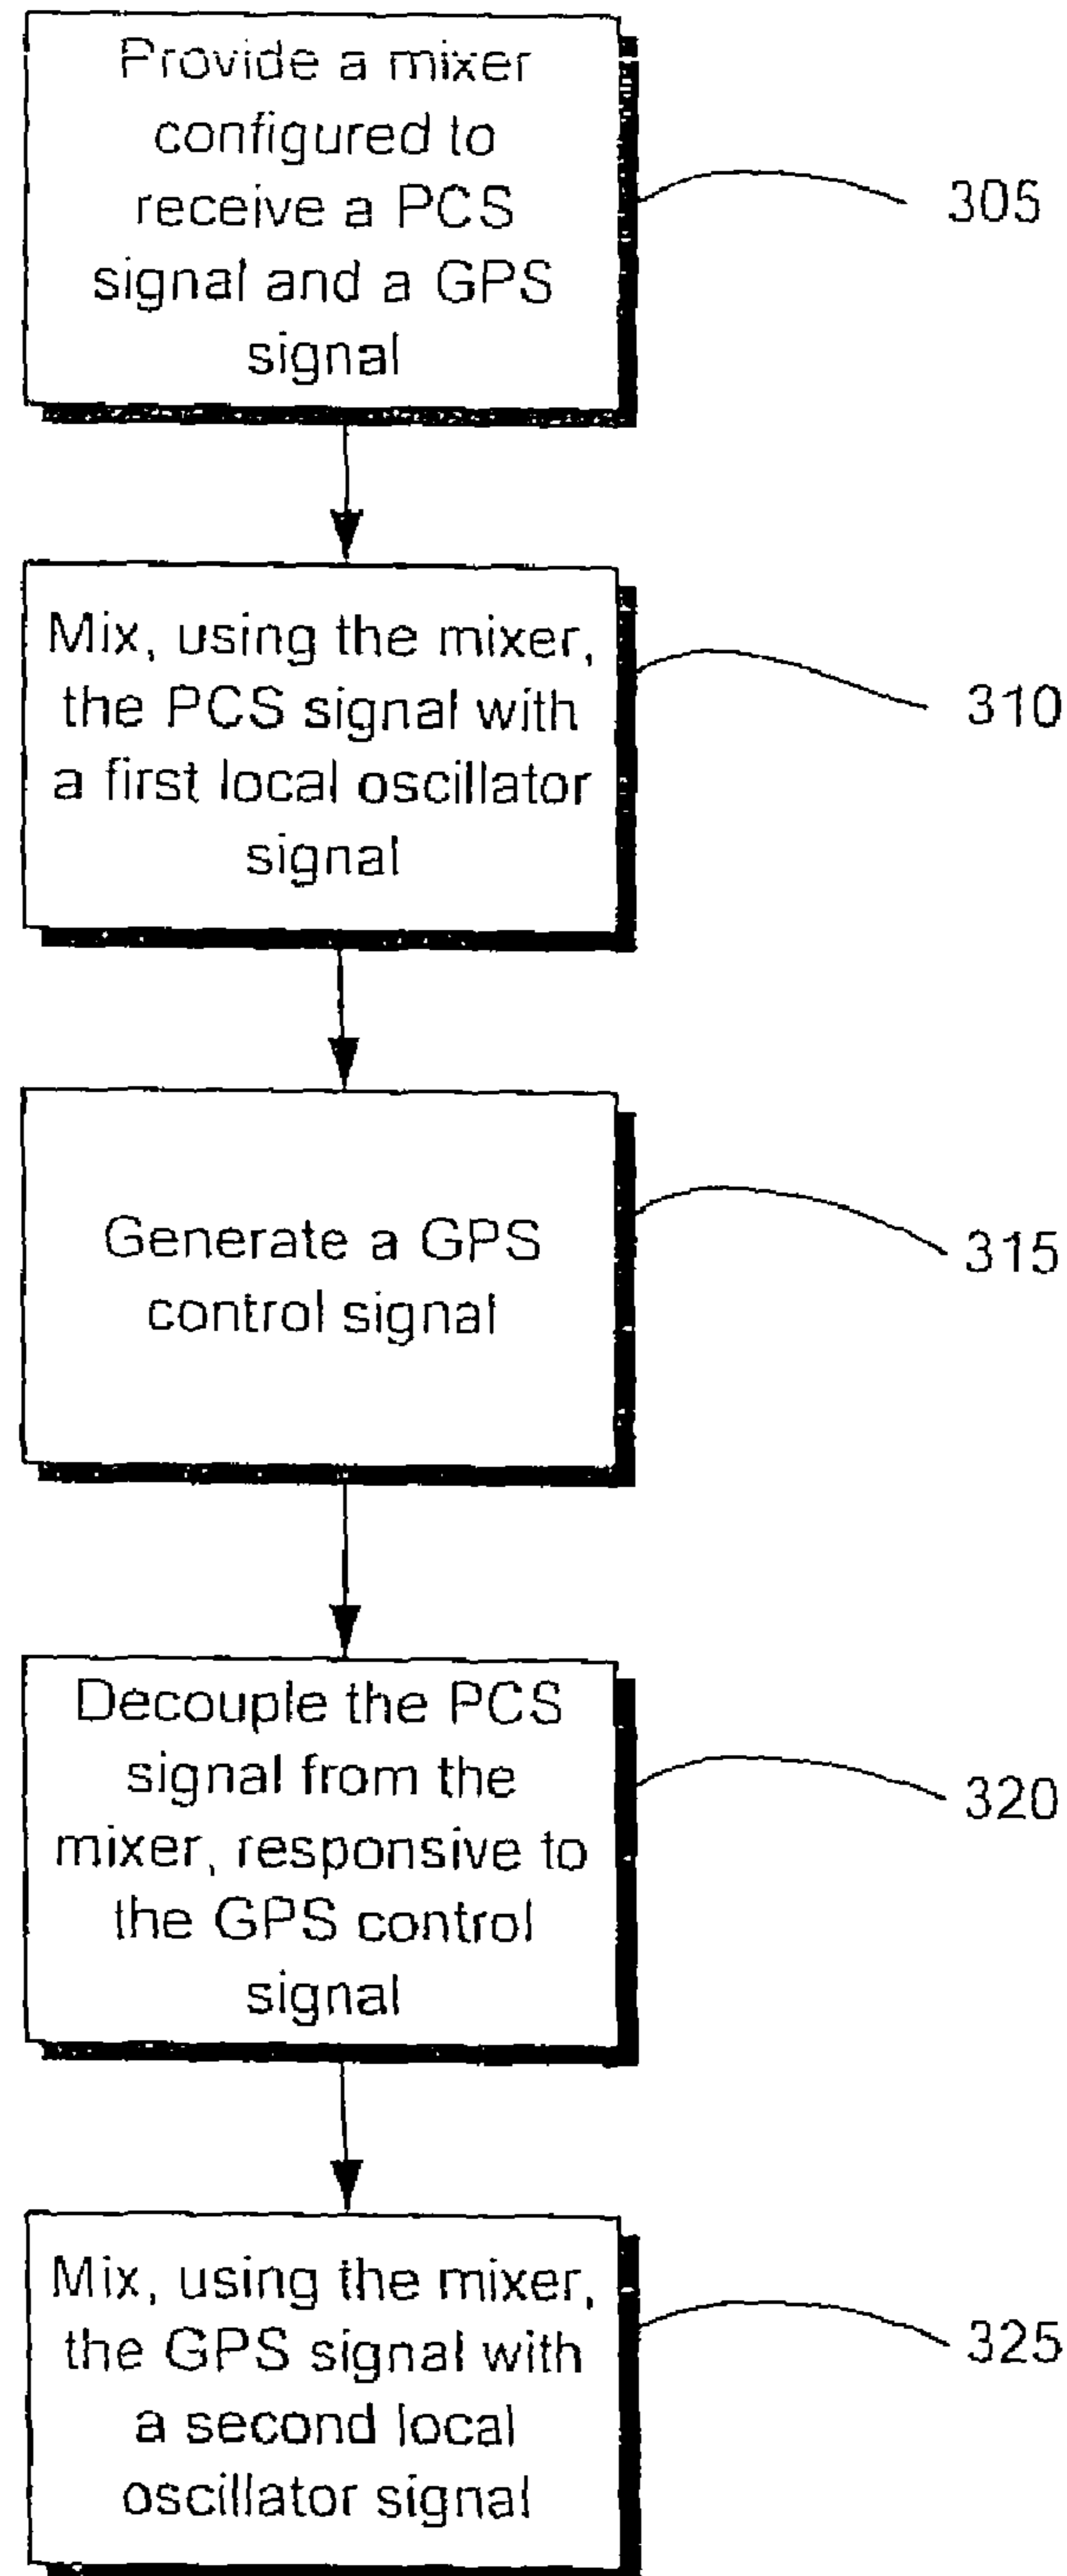 Provide a mixer
configured to
receive a PCS
signal and a GPS
signal
305
Mix, using the mixer,
the PCS signal with
a first local oscillator
signal
310
Generate a GPS
control signal
315
Decouple the PCS
signal from the
mixer, responsive to
the GPS control
signal
320
Mix, using the mixer,
the GPS signal with
a second local
oscillator signal
325